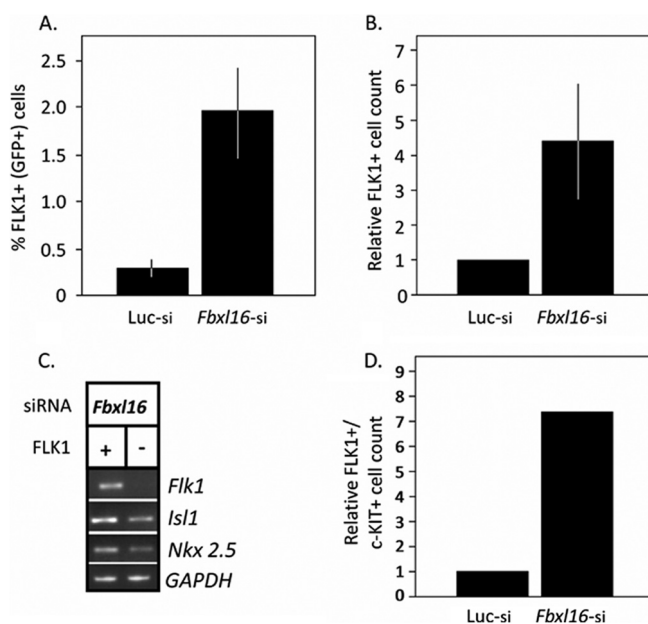 A.
% FLK1+ (GFP+) cells
2.5
2.0
1.5
1.0
0.5
0
Luc-si
Fbxl16-si
B.
Relative FLK1+ cell count
7
6
5
4
3
2
1
0
Luc-si
Fbxl16-si
C.
siRNA Fbxl16
FLK1 + -
Flk1
Isl1
Nkx 2.5
GAPDH
D.
Relative FLK1+/
c-KIT+ cell count
9
8
7
6
5
4
3
2
1
0
Luc-si
Fbxl16-si